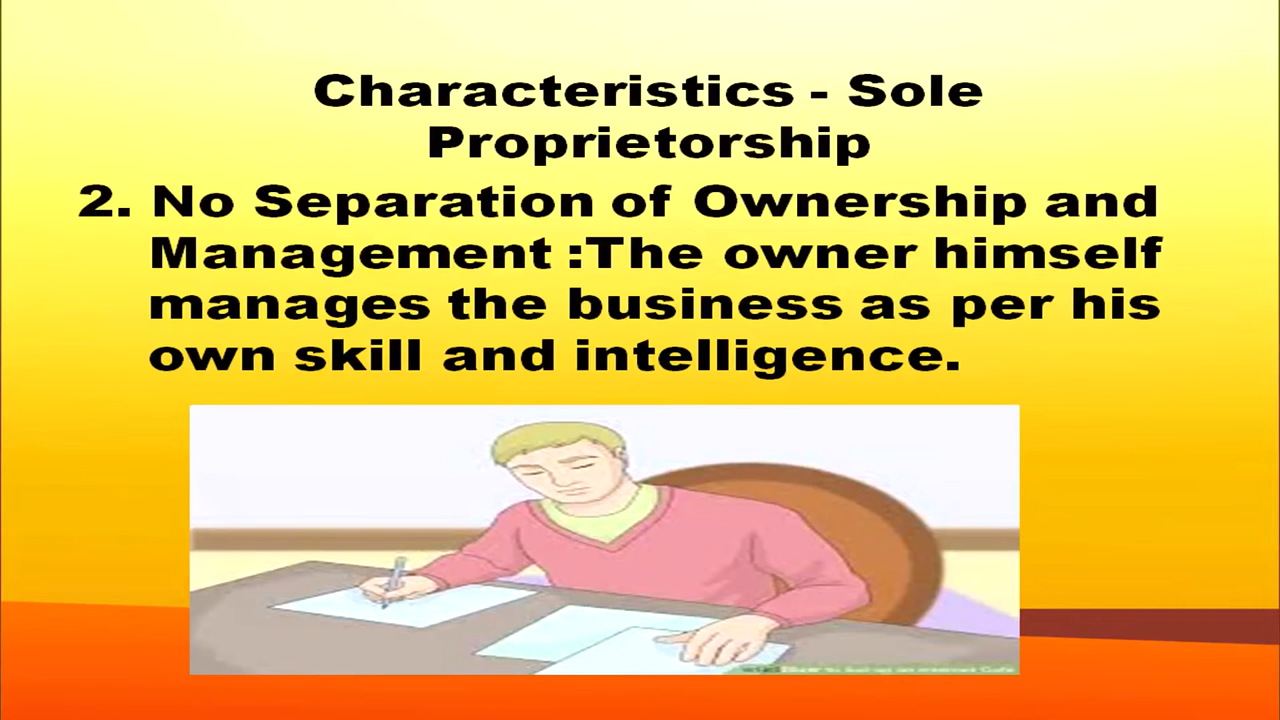 Characteristics - Sole
Proprietorship
2. No Separation of Ownership and
Management :The owner himself
manages the business as per his
own skill and intelligence.